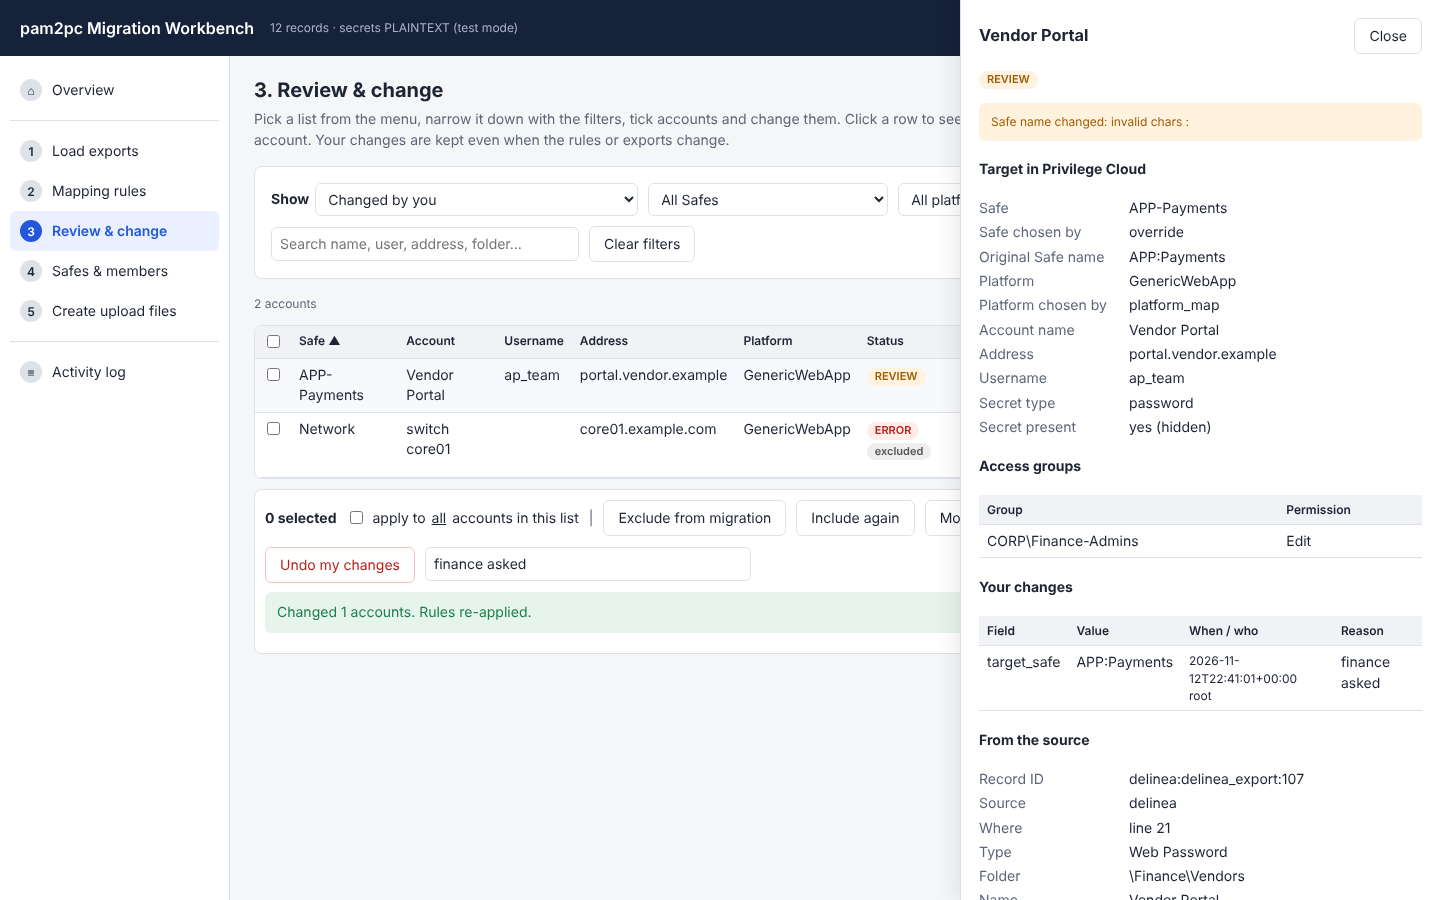 pam2pc Migration Workbench
12 records · secrets PLAINTEXT (test mode)
Overview
1 Load exports
2 Mapping rules
3 Review & change
4 Safes & members
5 Create upload files
Activity log
3. Review & change
Pick a list from the menu, narrow it down with the filters, tick accounts and change them. Click a row to see
account. Your changes are kept even when the rules or exports change.
Show Changed by you All Safes All platf
Search name, user, address, folder... Clear filters
2 accounts
Safe ▲ Account Username Address Platform Status
APP-Payments Vendor Portal ap_team portal.vendor.example GenericWebApp REVIEW
Network switch core01 core01.example.com GenericWebApp ERROR excluded
0 selected apply to all accounts in this list | Exclude from migration Include again Mo
Undo my changes finance asked
Changed 1 accounts. Rules re-applied.
Vendor Portal Close
REVIEW
Safe name changed: invalid chars :
Target in Privilege Cloud
Safe APP-Payments
Safe chosen by override
Original Safe name APP:Payments
Platform GenericWebApp
Platform chosen by platform_map
Account name Vendor Portal
Address portal.vendor.example
Username ap_team
Secret type password
Secret present yes (hidden)
Access groups
Group Permission
CORP\Finance-Admins Edit
Your changes
Field Value When / who Reason
target_safe APP:Payments 2026-11-12T22:41:01+00:00 root finance asked
From the source
Record ID delinea:delinea_export:107
Source delinea
Where line 21
Type Web Password
Folder \Finance\Vendors
Name Vendor Portal